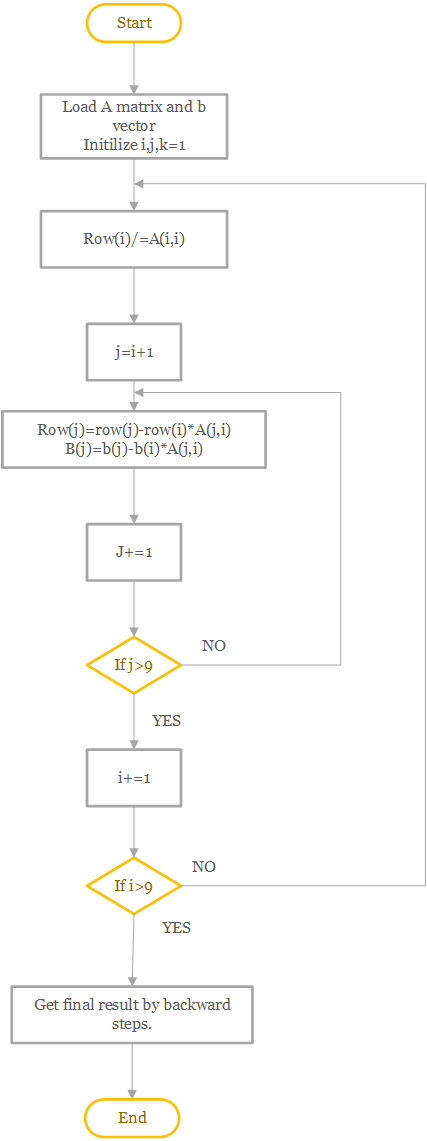 Start
Load A matrix and b
vector
Initilize i,j,k=1
Row(i)/=A(i,i)
j=i+1
Row(j)=row(j)-row(i)*A(j,i)
B(j)=b(j)-b(i)*A(j,i)
J+=1
If j>9
NO
YES
i+=1
If i>9
NO
YES
Get final result by backward
steps.
End